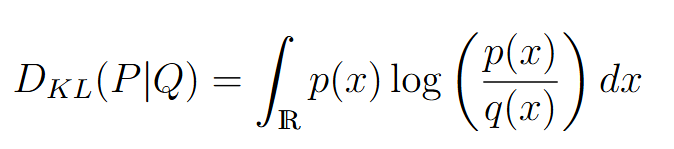 $D_{KL}(P|Q) = \int_{\mathbb{R}} p(x) \log \left( \frac{p(x)}{q(x)} \right) dx$